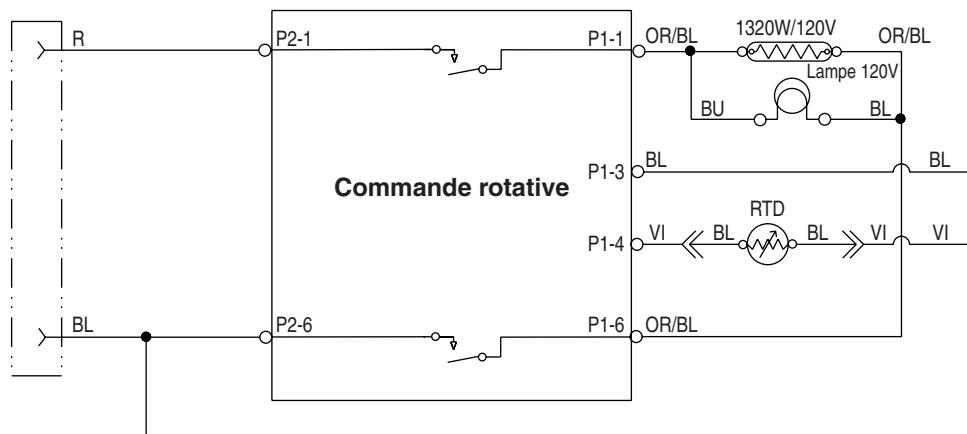 R
P2-1
P1-1
OR/BL
1320W/120V
OR/BL
Lampe 120V
BU
BL
P1-3
BL
BL
Commande rotative
RTD
P1-4
VI
BL
BL
VI
VI
BL
P2-6
P1-6
OR/BL